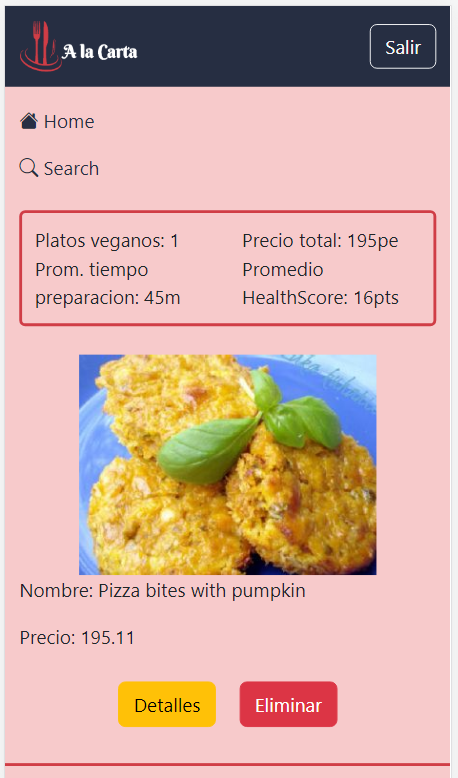 A la Carta
Salir
Home
Search
Platos veganos: 1
Prom. tiempo
preparacion: 45m
Precio total: 195pe
Promedio
HealthScore: 16pts
Nombre: Pizza bites with pumpkin
Precio: 195.11
Detalles
Eliminar